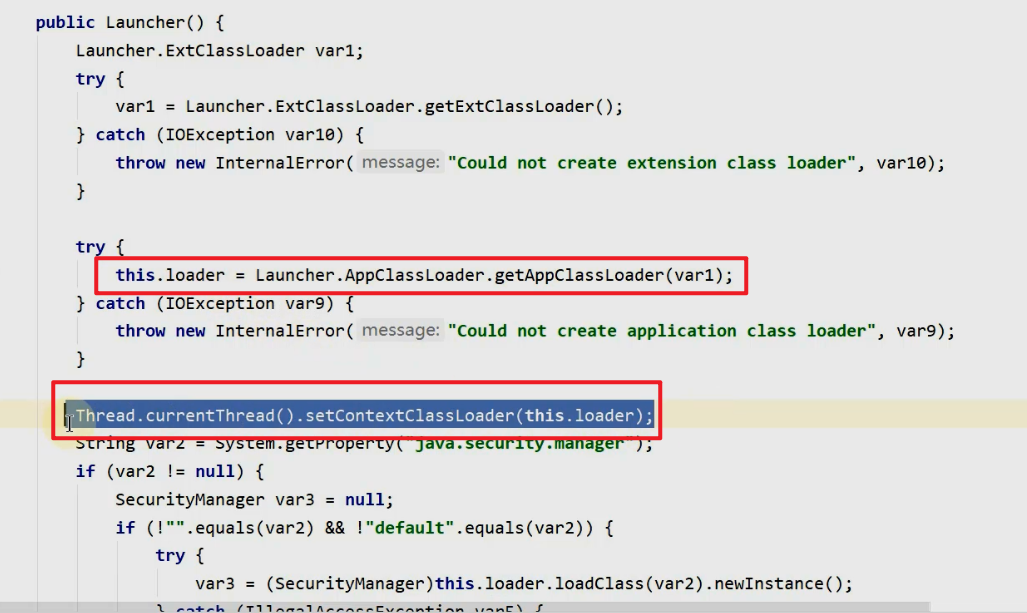 public Launcher() {
Launcher.ExtClassLoader var1;
try {
var1 = Launcher.ExtClassLoader.getExtClassLoader();
} catch (IOException var10) {
throw new InternalError( message: "Could not create extension class loader", var10);
}
try {
this.loader = Launcher.AppClassLoader.getAppClassLoader(var1);
} catch (IOException var9) {
throw new InternalError( message: "Could not create application class loader", var9);
}
Thread.currentThread().setContextClassLoader(this.loader);
String var2 = System.getProperty("java.security.manager");
if (var2 != null) {
SecurityManager var3 = null;
if (!"".equals(var2) && !"default".equals(var2)) {
try {
var3 = (SecurityManager)this.loader.loadClass(var2).newInstance();
} catch (IllegalAccessException var5) {